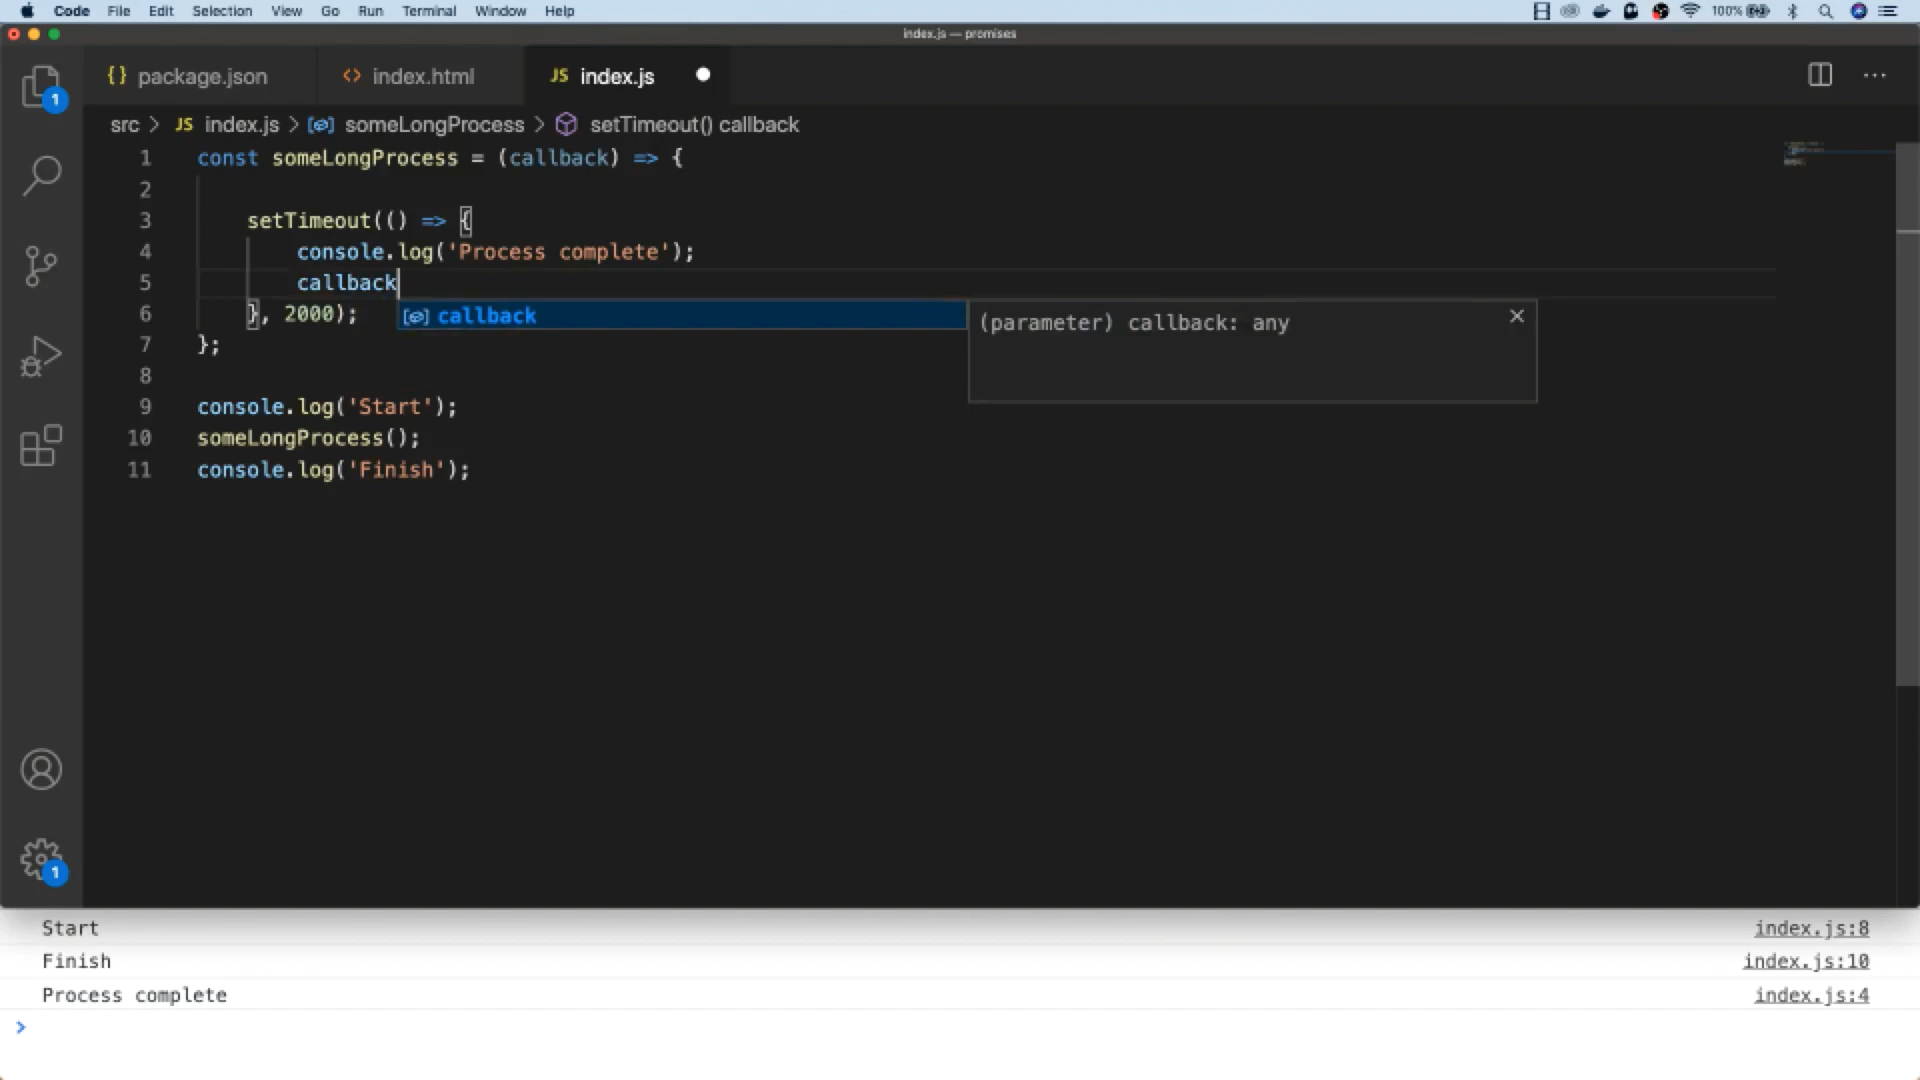 Code File Edit Selection View Go Run Terminal Window Help 100%
index.js — promises
{} package.json <> index.html JS index.js
1
src > JS index.js > someLongProcess > setTimeout() callback
1 const someLongProcess = (callback) => {
2
3 setTimeout(() => {
4 console.log('Process complete');
5 callback
6 }, 2000);
callback
(parameter) callback: any
7 };
8
9 console.log('Start');
10 someLongProcess();
11 console.log('Finish');
1
Start index.js:8
Finish index.js:10
Process complete index.js:4
>